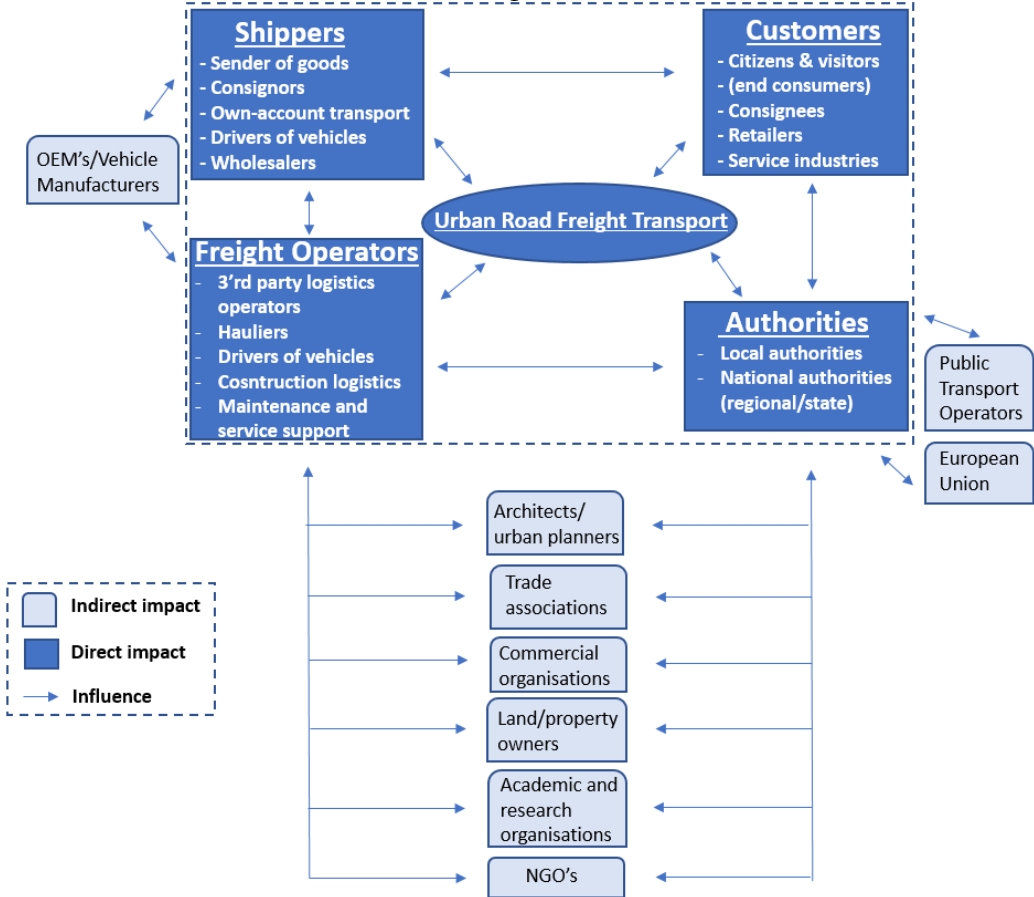 Shippers
- Sender of goods
- Consignors
- Own-account transport
- Drivers of vehicles
- Wholesalers
Customers
- Citizens & visitors
- (end consumers)
- Consignees
- Retailers
- Service industries
OEM's/Vehicle
Manufacturers
Urban Road Freight Transport
Freight Operators
- 3'rd party logistics
operators
- Hauliers
- Drivers of vehicles
- Cosntruction logistics
- Maintenance and
service support
Authorities
- Local authorities
- National authorities
(regional/state)
Public
Transport
Operators
European
Union
Architects/
urban planners
Trade
associations
Commercial
organisations
Land/property
owners
Academic and
research
organisations
NGO's
Indirect impact
Direct impact
Influence